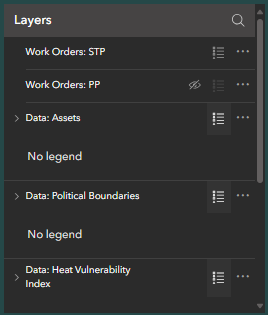 Layers
Work Orders: STP
Work Orders: PP
Data: Assets
No legend
Data: Political Boundaries
No legend
Data: Heat Vulnerability
Index